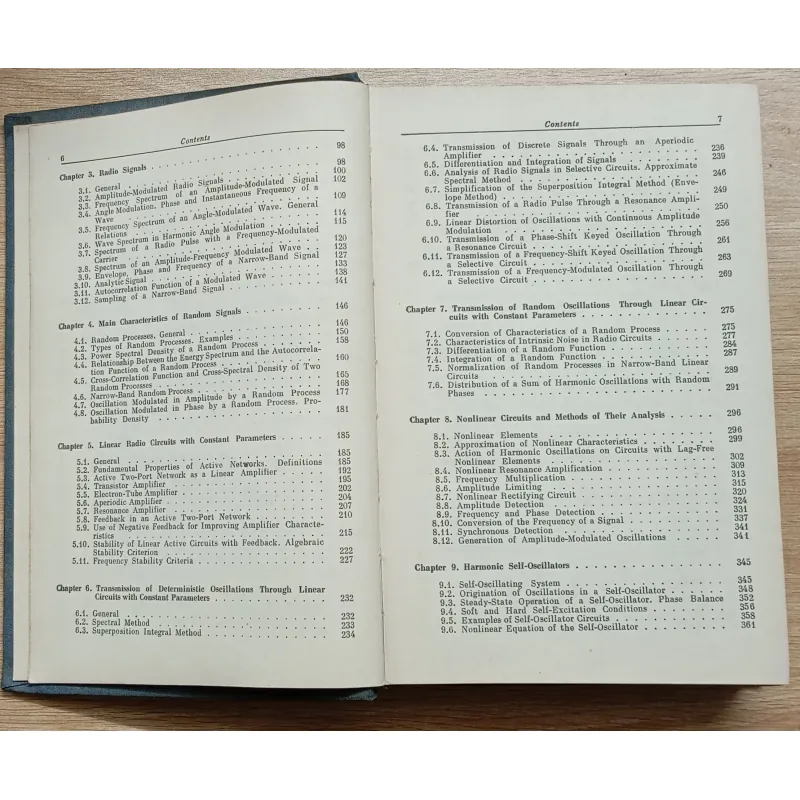 6
Contents
Chapter 3. Radio Signals . . . . . . . . . . . . . . . . . . . . 98
3.1. General . . . . . . . . . . . . . . . . . . . . 98
3.2. Amplitude-Modulated Radio Signals . . . . . . . . . . 100
3.3. Frequency Spectrum of an Amplitude-Modulated Signal 102
3.4. Angle Modulation. Phase and Instantaneous Frequency of a
Wave . . . . . . . . . . . . . . . . . . . . 109
3.5. Frequency Spectrum of an Angle-Modulated Wave. General
Relations . . . . . . . . . . . . . . . . . . . . 114
3.6. Wave Spectrum in Harmonic Angle Modulation . . . . . 115
3.7. Spectrum of a Radio Pulse with a Frequency-Modulated
Carrier . . . . . . . . . . . . . . . . . . . . 120
3.8. Spectrum of an Amplitude-Frequency Modulated Wave . . 123
3.9. Envelope, Phase and Frequency of a Narrow-Band Signal 127
3.10. Analytic Signal . . . . . . . . . . . . . . . . 133
3.11. Autocorrelation Function of a Modulated Wave . . . . . 138
3.12. Sampling of a Narrow-Band Signal . . . . . . . . . . 141
Chapter 4. Main Characteristics of Random Signals . . . . . . . . . . 146
4.1. Random Processes. General . . . . . . . . . . . . . 146
4.2. Types of Random Processes. Examples . . . . . . . . . 150
4.3. Power Spectral Density of a Random Process . . . . . . 158
4.4. Relationship Between the Energy Spectrum and the Autocorrela-
tion Function of a Random Process . . . . . . . . . . 160
4.5. Cross-Correlation Function and Cross-Spectral Density of Two
Random Processes . . . . . . . . . . . . . . . . 165
4.6. Narrow-Band Random Process . . . . . . . . . . . . 168
4.7. Oscillation Modulated in Amplitude by a Random Process 177
4.8. Oscillation Modulated in Phase by a Random Process. Pro-
bability Density . . . . . . . . . . . . . . . . 181
Chapter 5. Linear Radio Circuits with Constant Parameters . . . . . 185
5.1. General . . . . . . . . . . . . . . . . . . . . 185
5.2. Fundamental Properties of Active Networks. Definitions 185
5.3. Active Two-Port Network as a Linear Amplifier . . . . . 192
5.4. Transistor Amplifier . . . . . . . . . . . . . . . 195
5.5. Electron-Tube Amplifier . . . . . . . . . . . . . . 202
5.6. Aperiodic Amplifier . . . . . . . . . . . . . . . 204
5.7. Resonance Amplifier . . . . . . . . . . . . . . . 207
5.8. Feedback in an Active Two-Port Network . . . . . . . 210
5.9. Use of Negative Feedback for Improving Amplifier Characte-
ristics . . . . . . . . . . . . . . . . . . . . 215
5.10. Stability of Linear Active Circuits with Feedback. Algebraic
Stability Criterion . . . . . . . . . . . . . . . 222
5.11. Frequency Stability Criteria . . . . . . . . . . . . 227
Chapter 6. Transmission of Deterministic Oscillations Through Linear
Circuits with Constant Parameters . . . . . . . . . . . . 232
6.1. General . . . . . . . . . . . . . . . . . . . . 232
6.2. Spectral Method . . . . . . . . . . . . . . . . . 233
6.3. Superposition Integral Method . . . . . . . . . . . . 234
Contents
7
6.4. Transmission of Discrete Signals Through an Aperiodic
Amplifier . . . . . . . . . . . . . . . . . . . . 236
6.5. Differentiation and Integration of Signals . . . . . . . . 239
6.6. Analysis of Radio Signals in Selective Circuits. Approximate
Spectral Method . . . . . . . . . . . . . . . . . 246
6.7. Simplification of the Superposition Integral Method (Enve-
lope Method) . . . . . . . . . . . . . . . . . . 249
6.8. Transmission of a Radio Pulse Through a Resonance Ampli-
fier . . . . . . . . . . . . . . . . . . . . . . 250
6.9. Linear Distortion of Oscillations with Continuous Amplitude
Modulation . . . . . . . . . . . . . . . . . . . 256
6.10. Transmission of a Phase-Shift Keyed Oscillation Through
a Resonance Circuit . . . . . . . . . . . . . . . 261
6.11. Transmission of a Frequency-Shift Keyed Oscillation Through
a Selective Circuit . . . . . . . . . . . . . . . . 263
6.12. Transmission of a Frequency-Modulated Oscillation Through
a Selective Circuit . . . . . . . . . . . . . . . . 269
Chapter 7. Transmission of Random Oscillations Through Linear Cir-
cuits with Constant Parameters . . . . . . . . . . . . 275
7.1. Conversion of Characteristics of a Random Process . . . . 275
7.2. Characteristics of Intrinsic Noise in Radio Circuits . . . . 277
7.3. Differentiation of a Random Function . . . . . . . . . 284
7.4. Integration of a Random Function . . . . . . . . . . 287
7.5. Normalization of Random Processes in Narrow-Band Linear
Circuits . . . . . . . . . . . . . . . . . . . . 289
7.6. Distribution of a Sum of Harmonic Oscillations with Random
Phases . . . . . . . . . . . . . . . . . . . . . 291
Chapter 8. Nonlinear Circuits and Methods of Their Analysis . . . . . 296
8.1. Nonlinear Elements . . . . . . . . . . . . . . . . 296
8.2. Approximation of Nonlinear Characteristics . . . . . . . 299
8.3. Action of Harmonic Oscillations on Circuits with Lag-Free
Nonlinear Elements . . . . . . . . . . . . . . . . 302
8.4. Nonlinear Resonance Amplification . . . . . . . . . . 309
8.5. Frequency Multiplication . . . . . . . . . . . . . . 313
8.6. Amplitude Limiting . . . . . . . . . . . . . . . . 315
8.7. Nonlinear Rectifying Circuit . . . . . . . . . . . . 320
8.8. Amplitude Detection . . . . . . . . . . . . . . . 324
8.9. Frequency and Phase Detection . . . . . . . . . . . 331
8.10. Conversion of the Frequency of a Signal . . . . . . . . 337
8.11. Synchronous Detection . . . . . . . . . . . . . . 341
8.12. Generation of Amplitude-Modulated Oscillations . . . . . 341
Chapter 9. Harmonic Self-Oscillators . . . . . . . . . . . . . . . 345
9.1. Self-Oscillating System . . . . . . . . . . . . . . 345
9.2. Origination of Oscillations in a Self-Oscillator . . . . . . 348
9.3. Steady-State Operation of a Self-Oscillator. Phase Balance 352
9.4. Soft and Hard Self-Excitation Conditions . . . . . . . . 356
9.5. Examples of Self-Oscillator Circuits . . . . . . . . . . 358
9.6. Nonlinear Equation of the Self-Oscillator . . . . . . . . 361